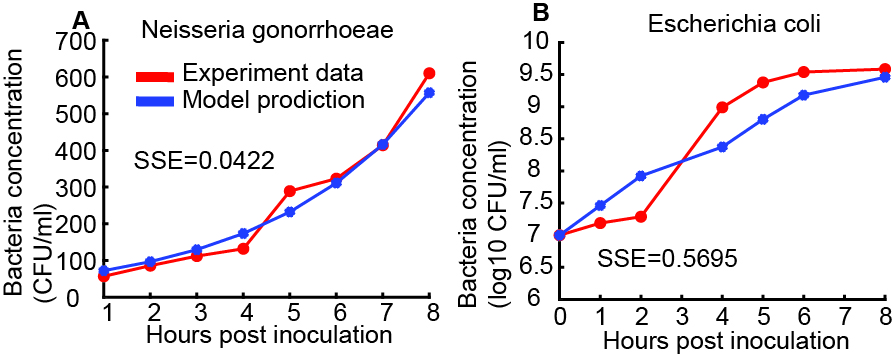 A
Neisseria gonorrhoeae
Bacteria concentration
(CFU/ml)
700
600
500
400
300
200
100
0
Experiment data
Model prodiction
SSE=0.0422
1 2 3 4 5 6 7 8
Hours post inoculation
B
Escherichia coli
Bacteria concentration
(log10 CFU/ml)
10
9.5
9
8.5
8
7.5
7
6.5
6
SSE=0.5695
0 1 2 3 4 5 6 7 8
Hours post inoculation